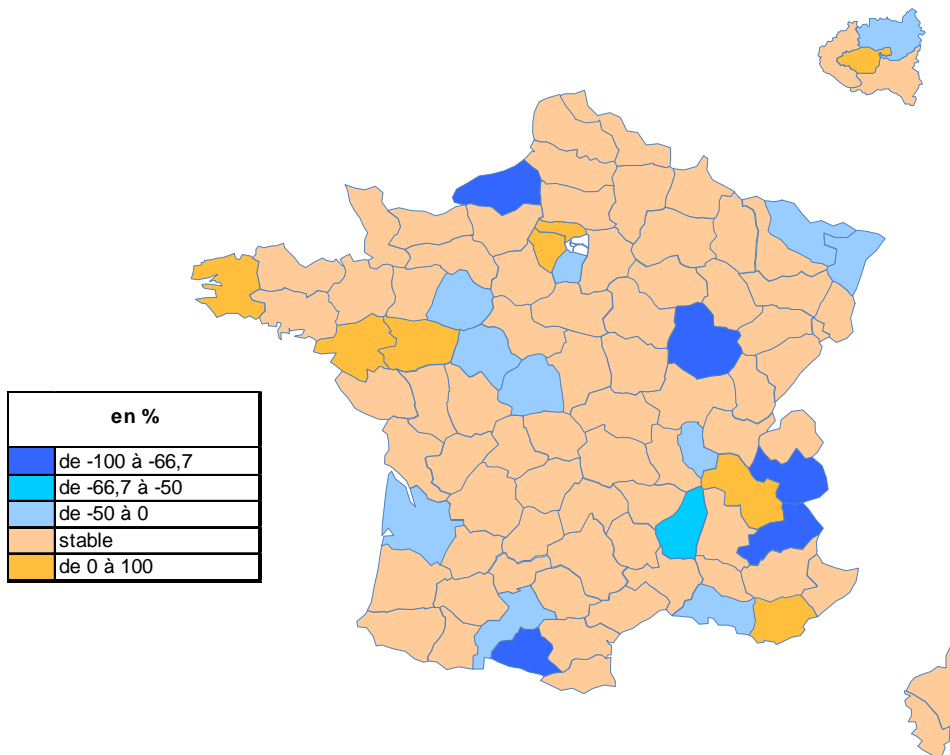 en %
de -100 à -66,7
de -66,7 à -50
de -50 à 0
stable
de 0 à 100